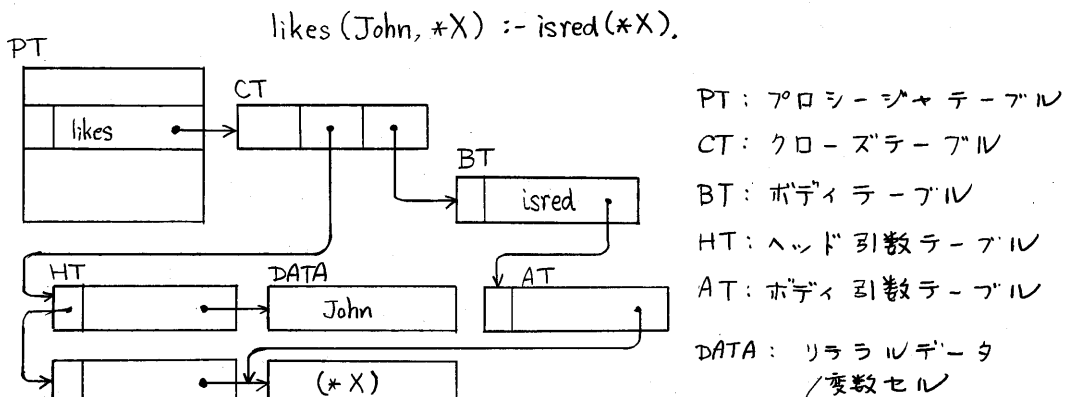 likes (John, *X) :- isred(*X).
PT
CT
likes
BT
isred
HT
DATA
AT
John
(* X)
PT: プロシージャテーブル
CT: クローズテーブル
BT: ボディテーブル
HT: ヘッド引数テーブル
AT: ボディ引数テーブル
DATA: リテラルデータ
/変数セル